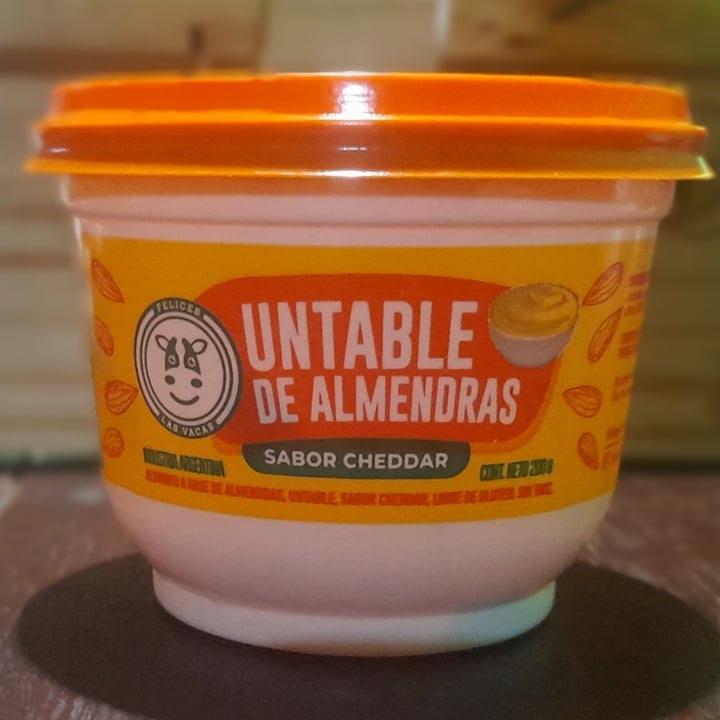 FELICES
LAS VACAS
UNTABLE
DE ALMENDRAS
SABOR CHEDDAR
INDUSTRIA ARGENTINA
CONT. NETO 200 g
ALIMENTO A BASE DE ALMENDRAS, UNTABLE, SABOR CHEDDAR, LIBRE DE GLUTEN. SIN TACC.